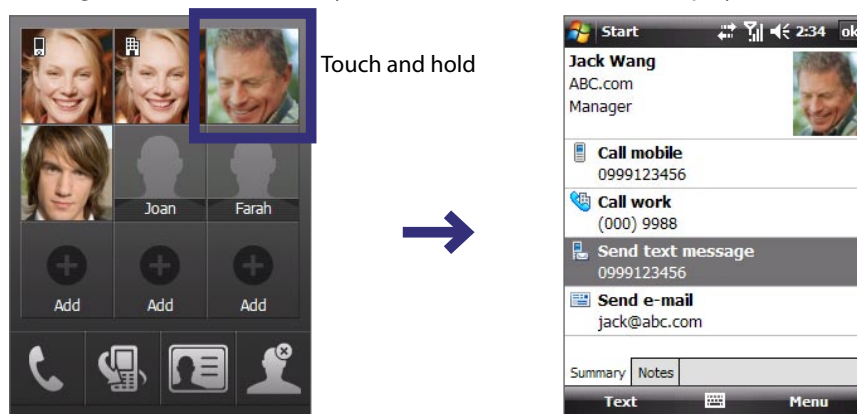 Touch and hold
Joan Farah
Add Add Add
Start 2:34 ok
Jack Wang
ABC.com
Manager
Call mobile
0999123456
Call work
(000) 9988
Send text message
0999123456
Send e-mail
jack@abc.com
Summary Notes
Text Menu